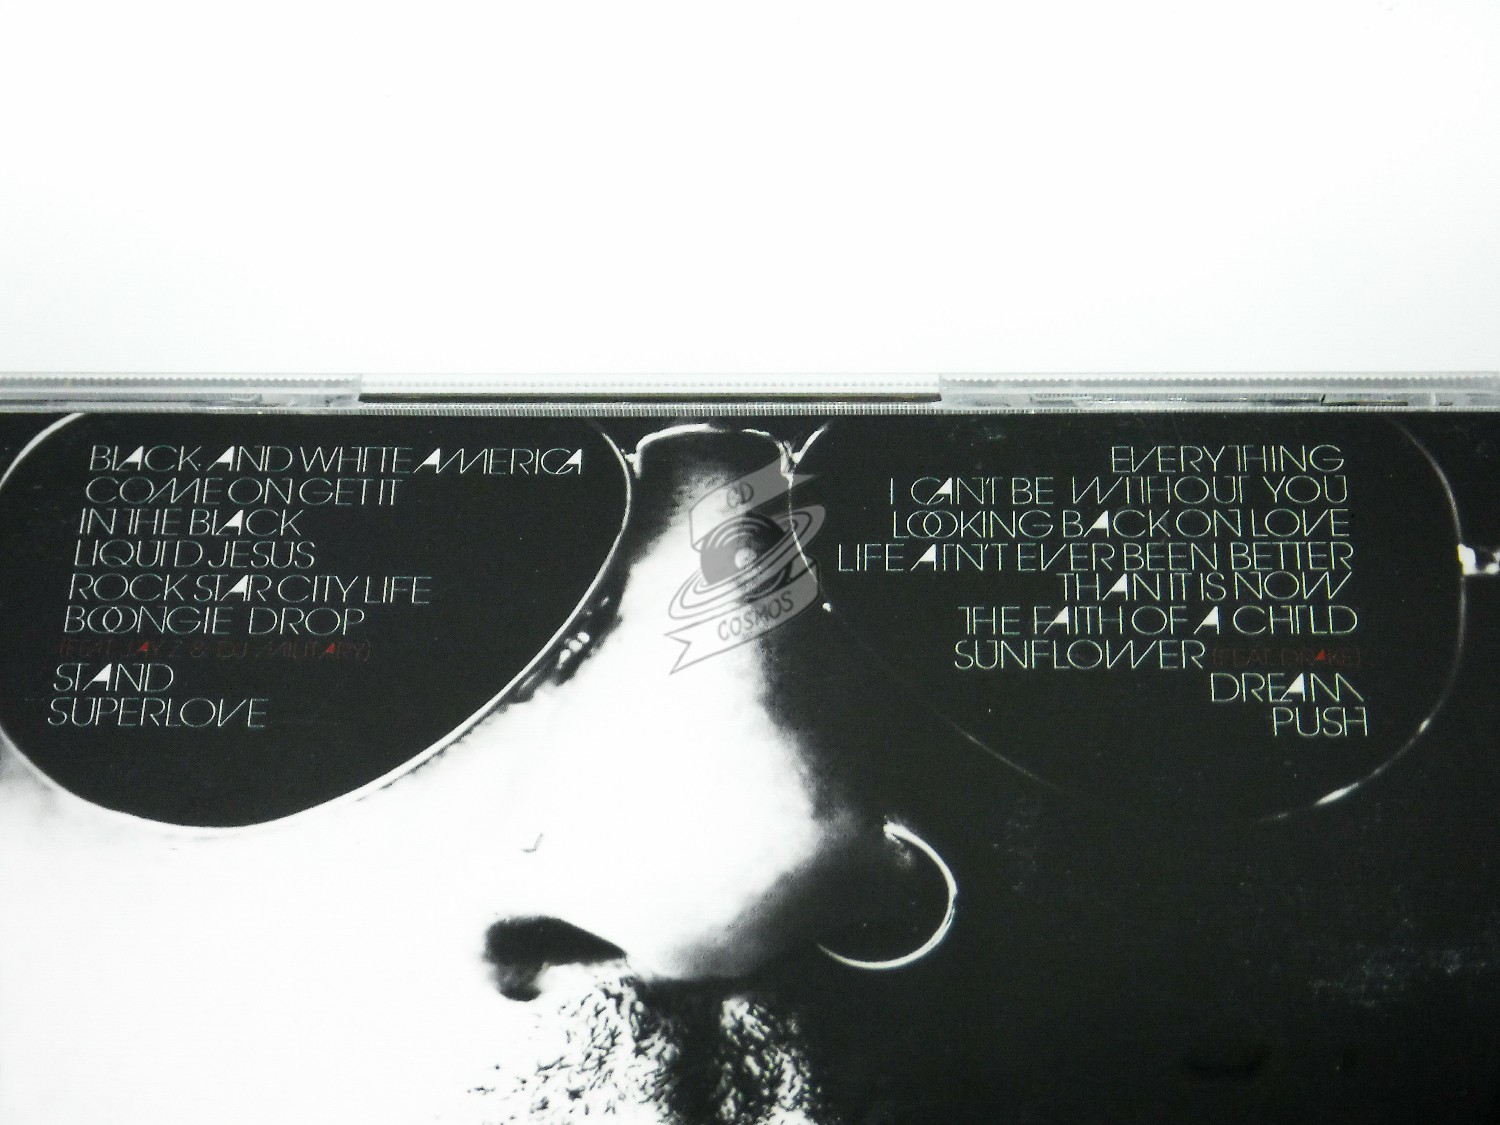 BLACK AND WHITE AMERICA
COME ON GET IT
IN THE BLACK
LIQUID JESUS
ROCK STAR CITY LIFE
BOONGIE DROP
(FEAT. JAY Z & DJ MILITARY)
STAND
SUPERLOVE
EVERYTHING
I CAN'T BE WITHOUT YOU
LOOKING BACK ON LOVE
LIFE AIN'T EVER BEEN BETTER
THAN IT IS NOW
THE FAITH OF A CHILD
SUNFLOWER (FEAT. DRAKE)
DREAM
PUSH
CD
COSMOS